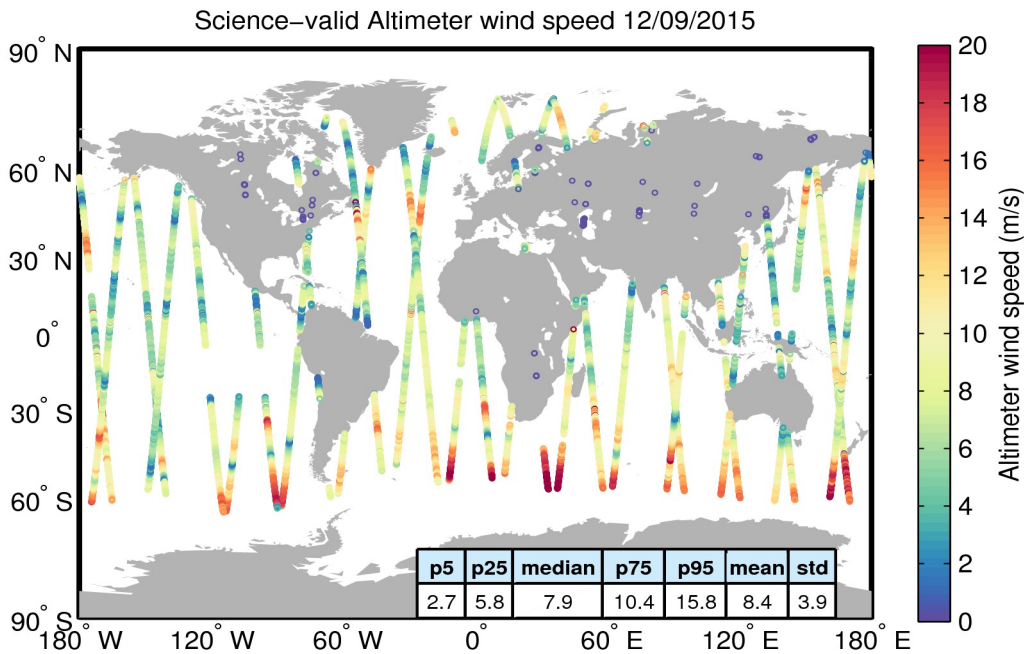 Science−valid Altimeter wind speed 12/09/2015
90° N
60° N
30° N
0°
30° S
60° S
90° S
180° W
120° W
60° W
0°
60° E
120° E
180° E
p5 p25 median p75 p95 mean std
2.7 5.8 7.9 10.4 15.8 8.4 3.9
20
18
16
14
12
10
8
6
4
2
0
Altimeter wind speed (m/s)